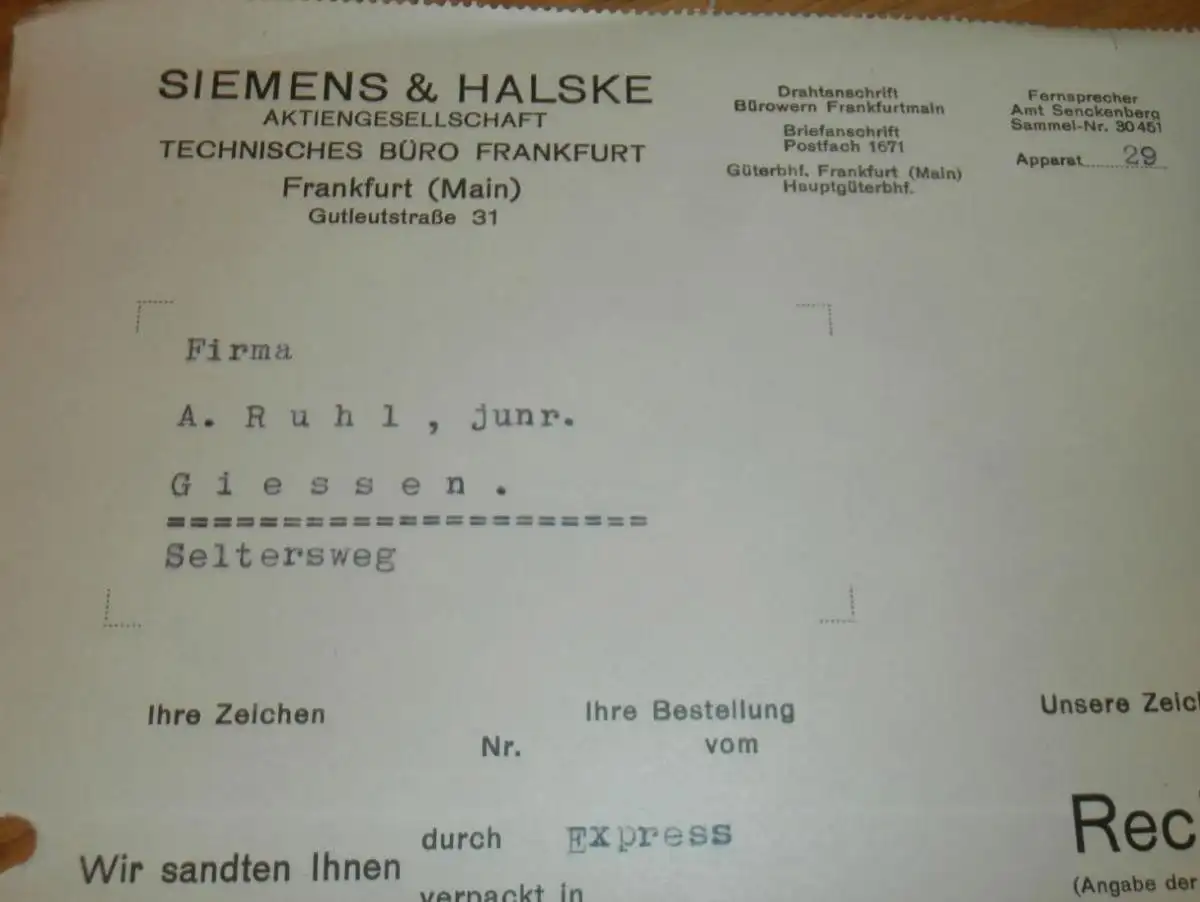 SIEMENS & HALSKE
AKTIENGESELLSCHAFT
TECHNISCHES BÜRO FRANKFURT
Frankfurt (Main)
Gutleutstraße 31
Drahtanschrift
Bürowern Frankfurtmain
Briefanschrift
Postfach 1671
Güterbhf. Frankfurt (Main)
Hauptgüterbhf.
Fernsprecher
Amt Senckenberg
Sammel-Nr. 30451
Apparat 29
Firma
A. Ruhl, junr.
Giessen.
=====================
Seltersweg
Ihre Zeichen
Ihre Bestellung
Nr. vom
Unsere Zeic
Rec
durch Express
Wir sandten Ihnen
verpackt in
(Angabe der